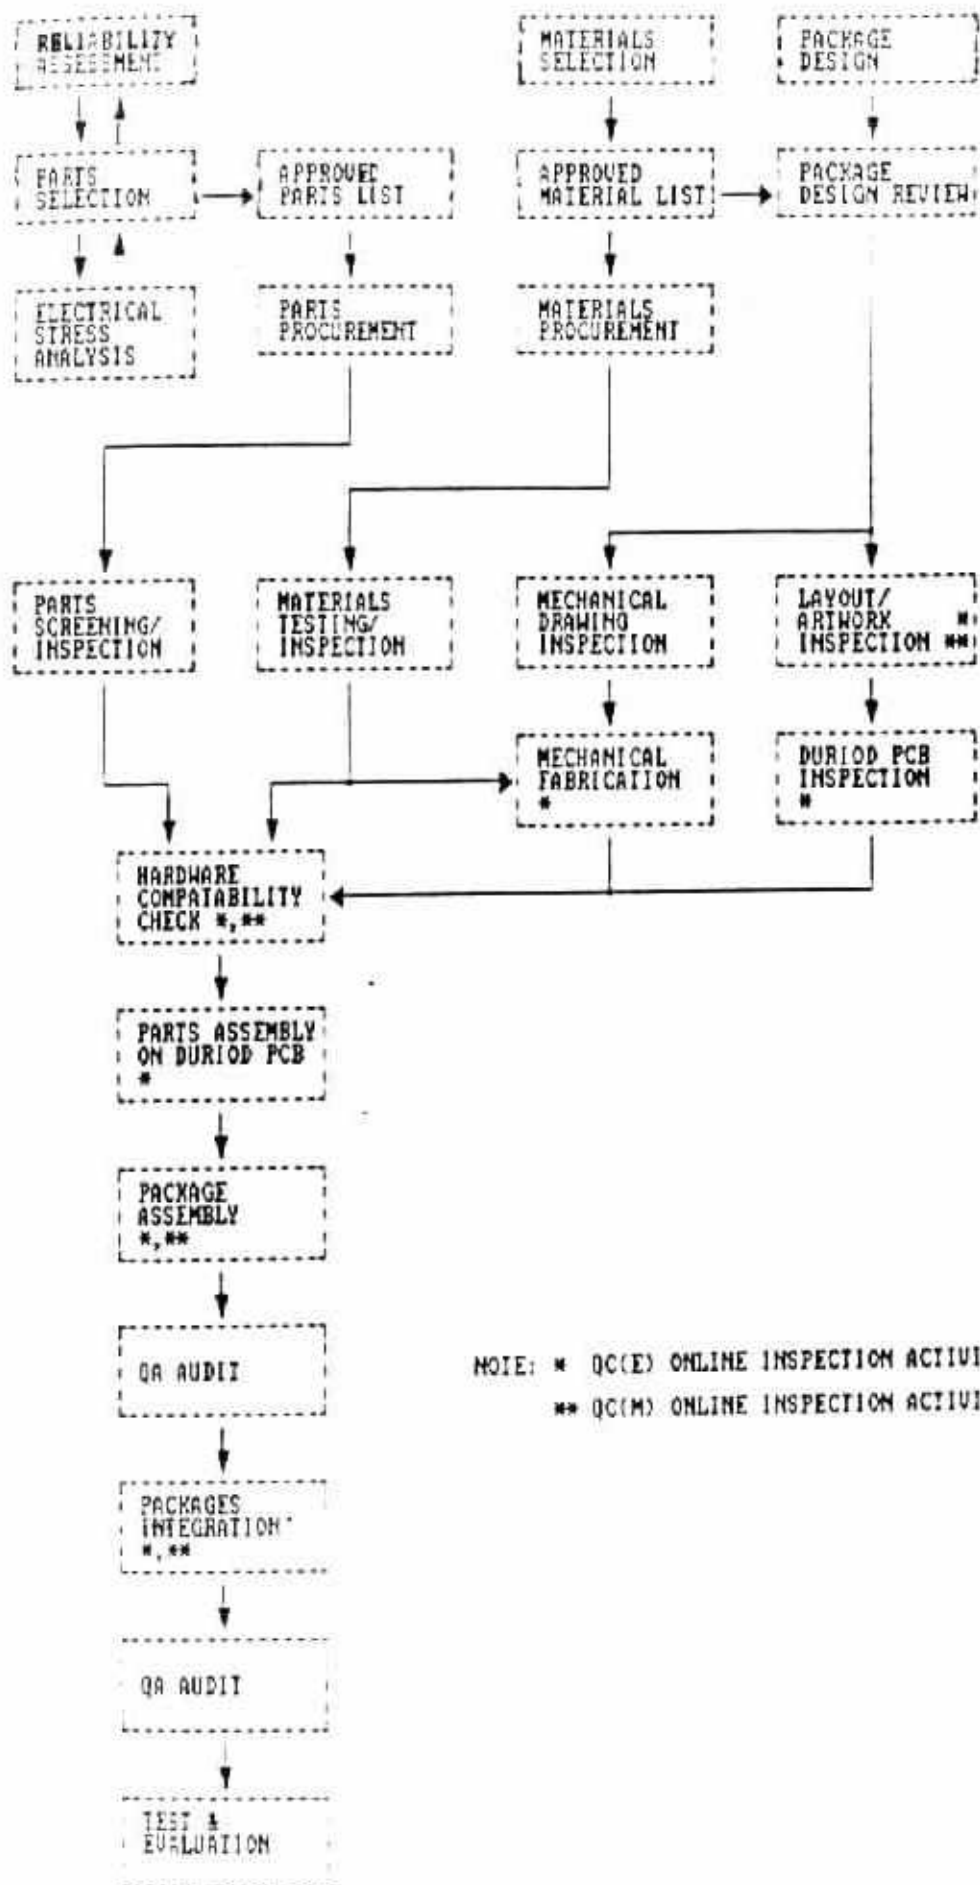 RELIABILITY
ASSESSMENT
MATERIALS
SELECTION
PACKAGE
DESIGN
PARTS
SELECTION
APPROVED
PARTS LIST
APPROVED
MATERIAL LIST
PACKAGE
DESIGN REVIEW
ELECTRICAL
STRESS
ANALYSIS
PARTS
PROCUREMENT
MATERIALS
PROCUREMENT
PARTS
SCREENING/
INSPECTION
MATERIALS
TESTING/
INSPECTION
MECHANICAL
DRAWING
INSPECTION
LAYOUT/
ARTWORK *
INSPECTION **
MECHANICAL
FABRICATION
*
DURIOD PCB
INSPECTION
*
HARDWARE
COMPATABILITY
CHECK *,**
PARTS ASSEMBLY
ON DURIOD PCB
*
PACKAGE
ASSEMBLY
*,**
QA AUDIT
NOTE: * QC(E) ONLINE INSPECTION ACTIVI
** QC(M) ONLINE INSPECTION ACTIVI
PACKAGES
INTEGRATION
*,**
QA AUDIT
TEST &
EVALUATION